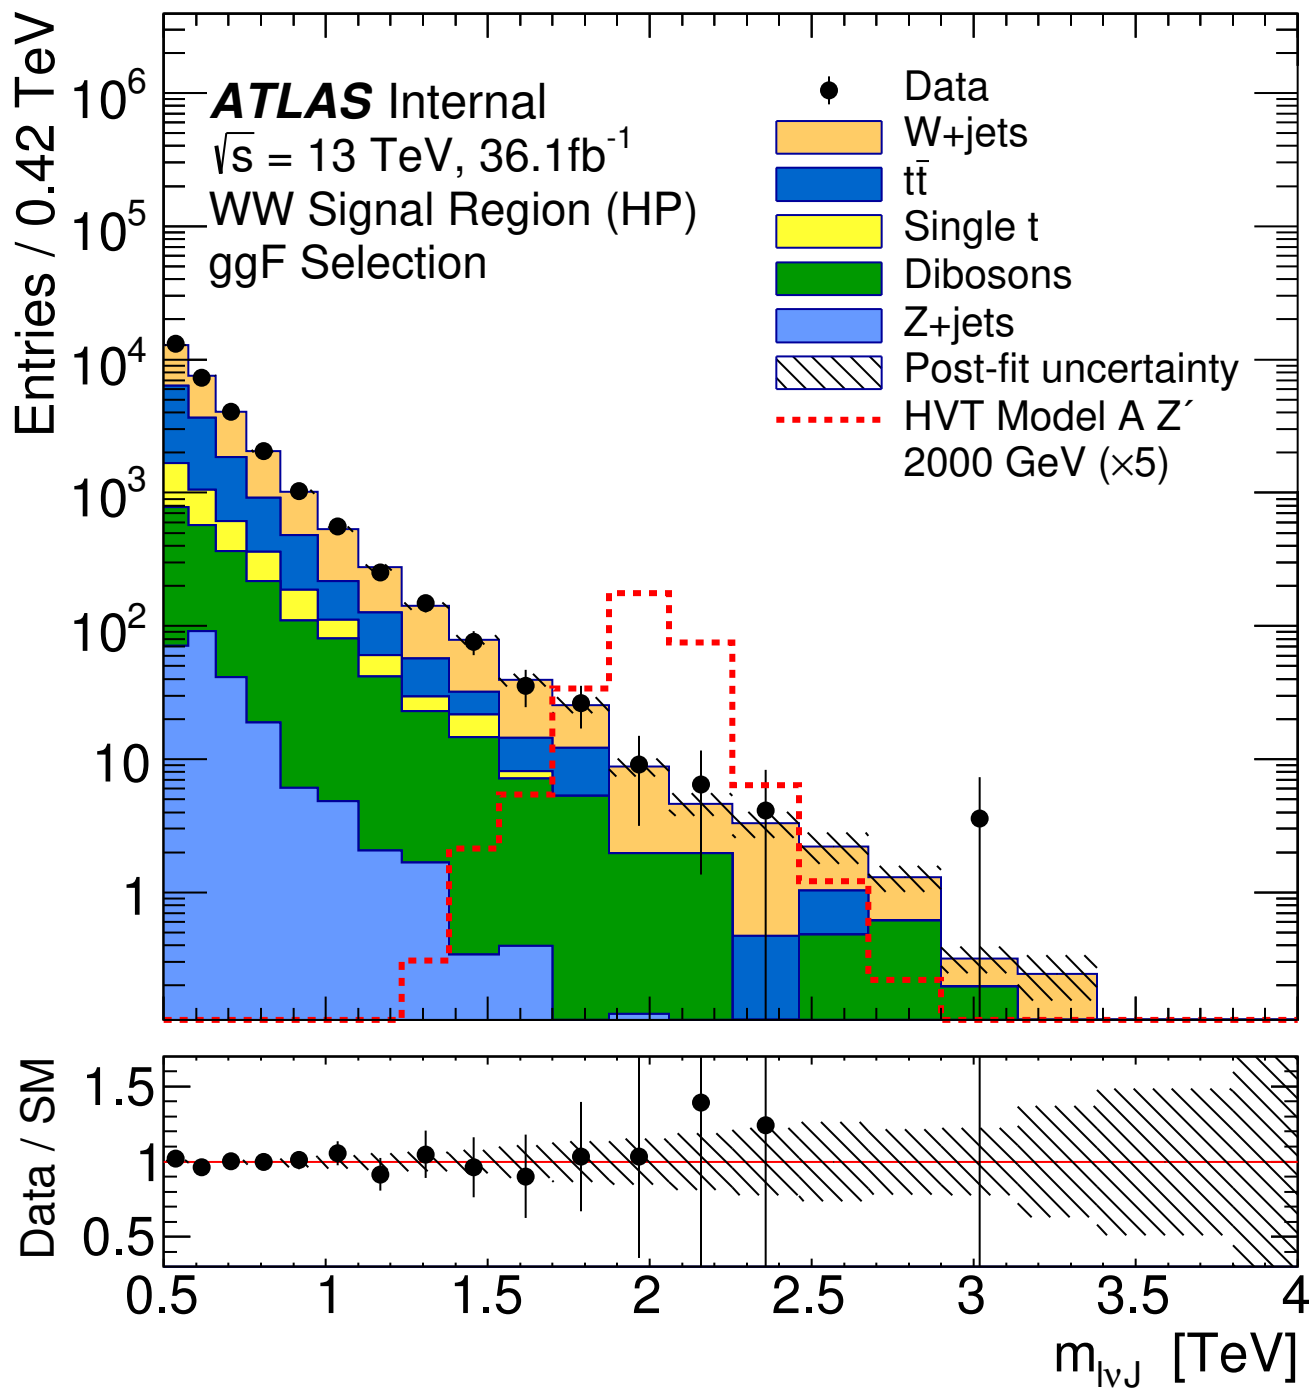 Entries / 0.42 TeV
10⁶
10⁵
10⁴
10³
10²
10
1
ATLAS Internal
√s = 13 TeV, 36.1fb⁻¹
WW Signal Region (HP)
ggF Selection
Data
W+jets
tt̄
Single t
Dibosons
Z+jets
Post-fit uncertainty
HVT Model A Z′
2000 GeV (×5)
Data / SM
1.5
1
0.5
0.5 1 1.5 2 2.5 3 3.5 4
m_lνJ [TeV]